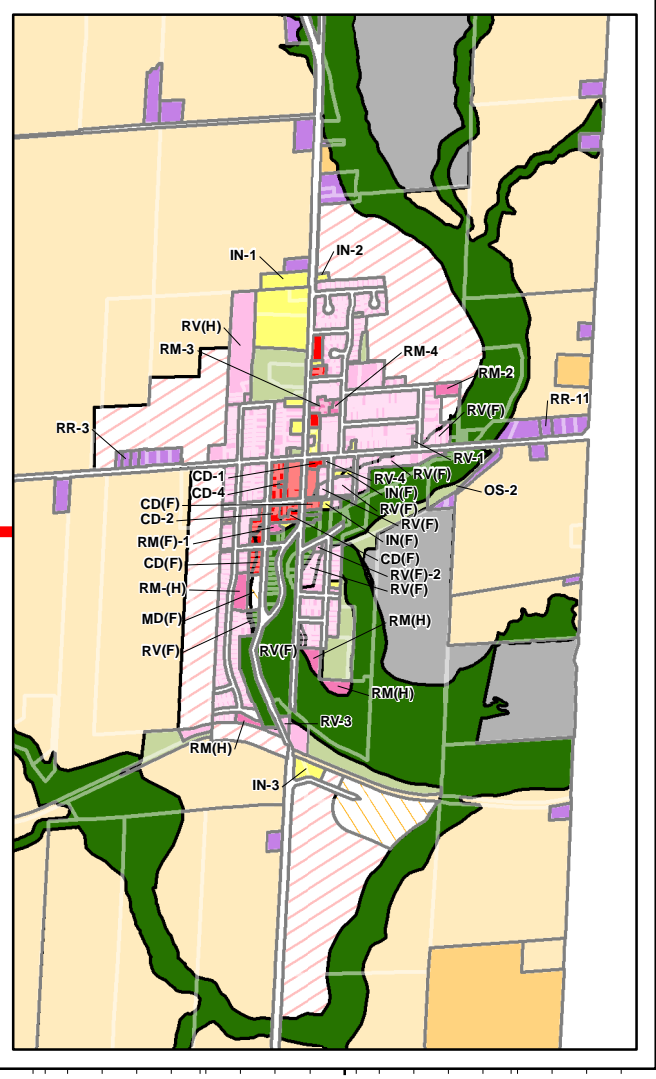 IN-2
IN-1
RV(H)
RM-3
RM-4
RM-2
RR-11
RV(F)
RR-3
RV-1
CD-1
RV(F)
RV-4
CD-4
IN(F)
OS-2
CD(F)
RV(F)
CD-2
RV(F)
RM(F)-1
IN(F)
CD(F)
CD(F)
RV(F)-2
RM-(H)
RV(F)
MD(F)
RM(H)
RV(F)
RV(F)
RM(H)
RV-3
RM(H)
IN-3